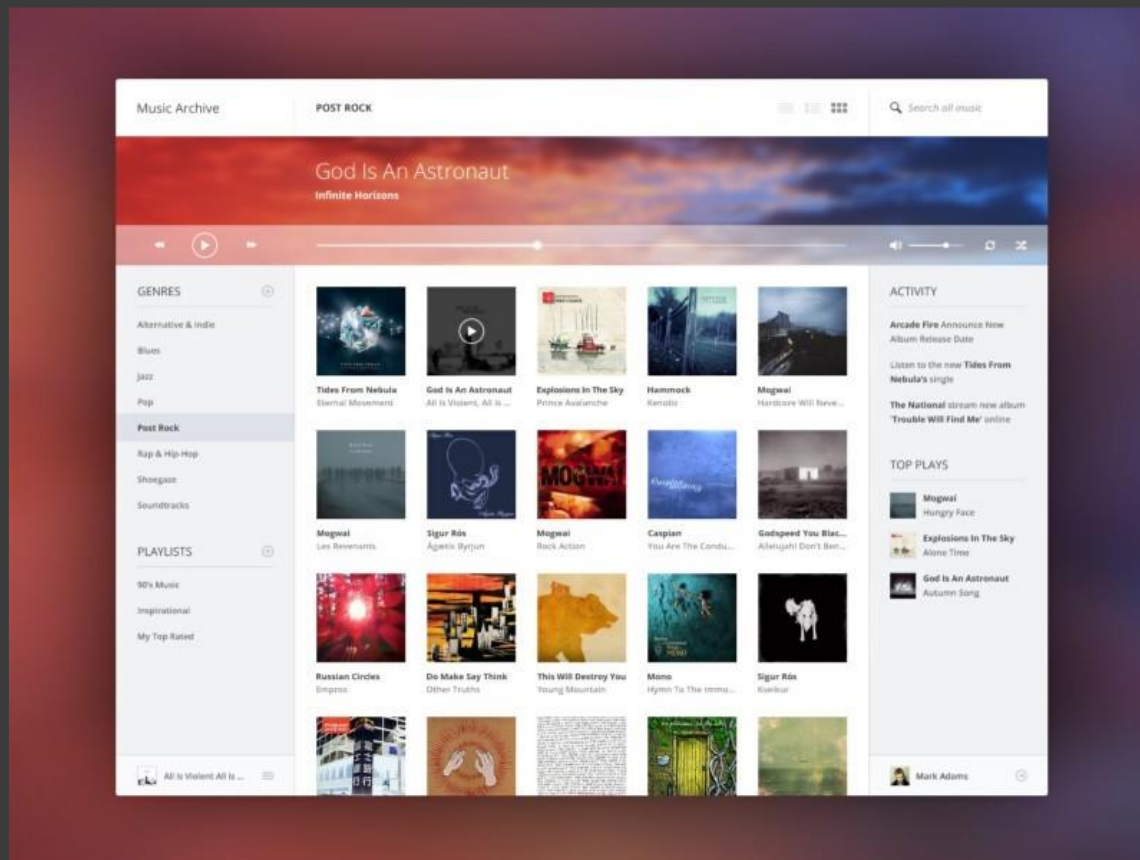 Music Archive
POST ROCK
Search all music
God Is An Astronaut
Infinite Horizons
GENRES
Alternative & Indie
Blues
Jazz
Pop
Post Rock
Rap & Hip-Hop
Shoegaze
Soundtracks
PLAYLISTS
90's Music
Inspirational
My Top Rated
All Is Violent All Is ...
Tides From Nebula
Eternal Movement
God Is An Astronaut
All Is Violent, All Is ...
Explosions In The Sky
Prince Avalanche
Hammock
Kenotic
Mogwai
Hardcore Will Neve...
Mogwai
Les Revenants
Sigur Rós
Ágætis Byrjun
MOGWAI
Mogwai
Rock Action
Caspian
You Are The Condu...
Godspeed You Blac...
Allelujah! Don't Ben...
Russian Circles
Empros
Do Make Say Think
Other Truths
This Will Destroy You
Young Mountain
Mono
Hymn To The Immo...
Sigur Rós
Kveikur
ACTIVITY
Arcade Fire Announce New
Album Release Date
Listen to the new Tides From
Nebula's single
The National stream new album
'Trouble Will Find Me' online
TOP PLAYS
Mogwai
Hungry Face
Explosions In The Sky
Alone Time
God Is An Astronaut
Autumn Song
Mark Adams